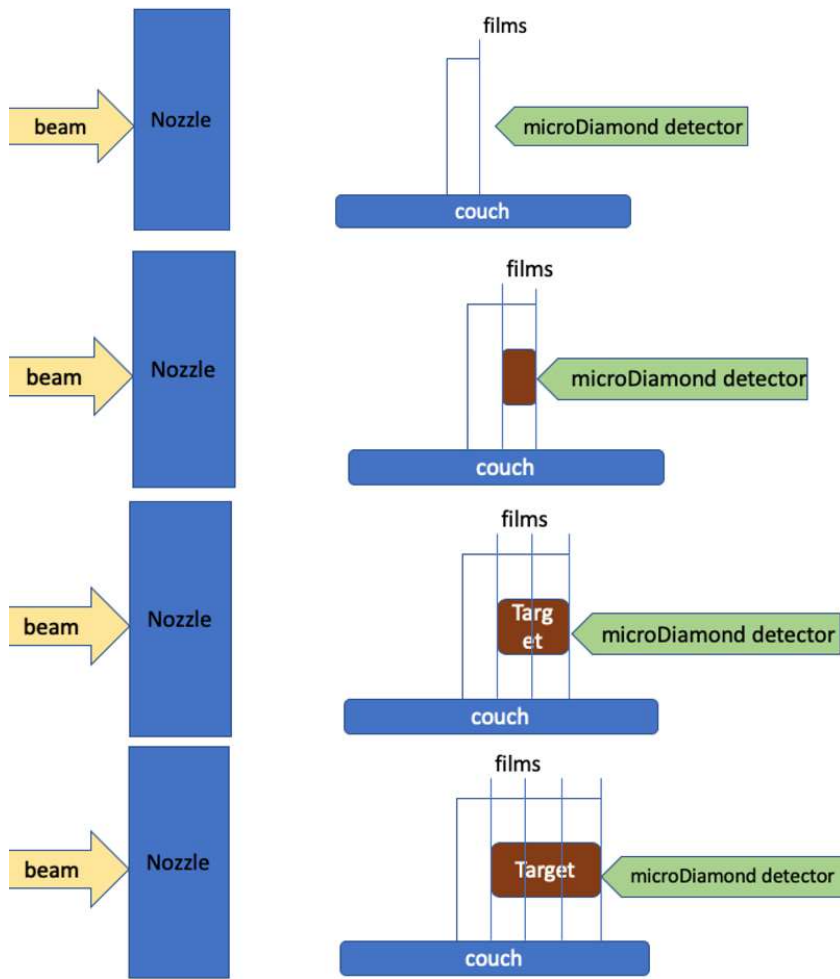 films
beam
Nozzle
microDiamond detector
couch
films
beam
Nozzle
microDiamond detector
couch
films
beam
Nozzle
Targ
et
microDiamond detector
couch
films
beam
Nozzle
Target
microDiamond detector
couch